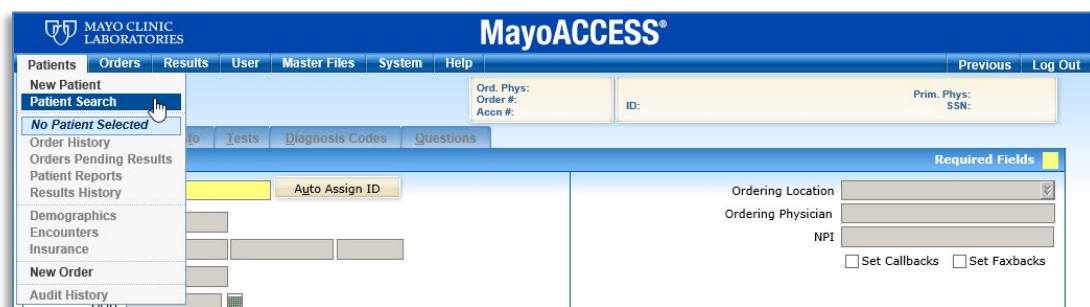 MAYO CLINIC
LABORATORIES
MayoACCESS®
Patients Orders Results User Master Files System Help Previous Log Out
New Patient
Patient Search
No Patient Selected
Order History
Orders Pending Results
Patient Reports
Results History
Demographics
Encounters
Insurance
New Order
Audit History
Ord. Phys:
Order #:
Accn #:
ID:
Prim. Phys:
SSN:
Tests Diagnosis Codes Questions
Required Fields
Auto Assign ID
Ordering Location
Ordering Physician
NPI
Set Callbacks Set Faxbacks